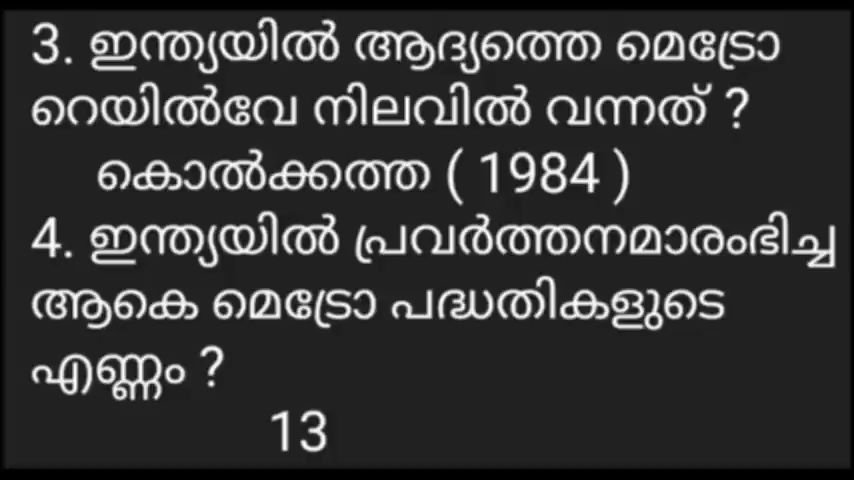 3. ഇന്ത്യയിൽ ആദ്യത്തെ മെട്രോ
റെയിൽവേ നിലവിൽ വന്നത് ?
കൊൽക്കത്ത ( 1984 )
4. ഇന്ത്യയിൽ പ്രവർത്തനമാരംഭിച്ച
ആകെ മെട്രോ പദ്ധതികളുടെ
എണ്ണം ?
13